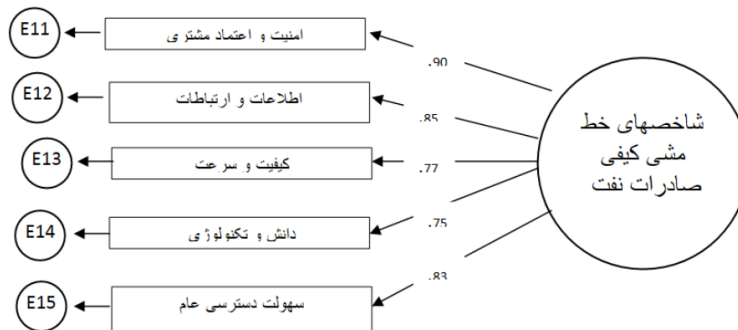 E11
امنیت و اعتماد مشتری
.90
E12
اطلاعات و ارتباطات
.85
شاخصهای خط
مشی کیفی
صادرات نفت
E13
کیفیت و سرعت
.77
E14
دانش و تکنولوژی
.75
E15
سهولت دسترسی عام
.83